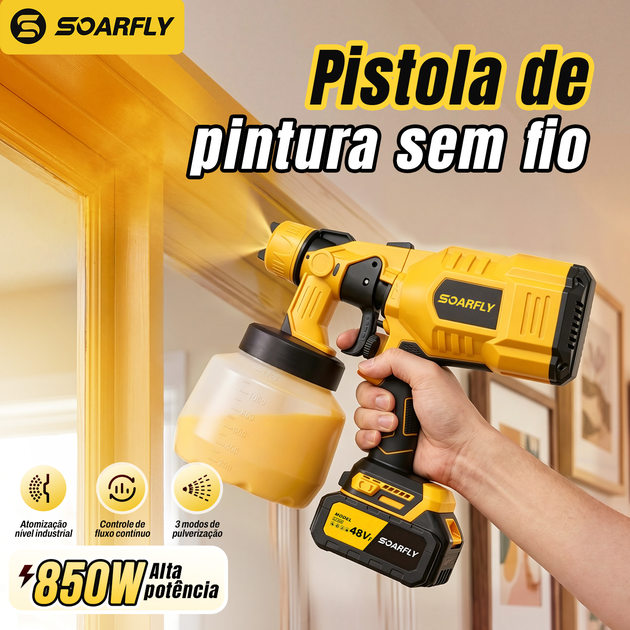 SOARFLY
Pistola de
pintura sem fio
SOARFLY
MODEL
48V
SOARFLY
Atomização
nível industrial
Controle de
fluxo contínuo
3 modos de
pulverização
850W Alta
potência